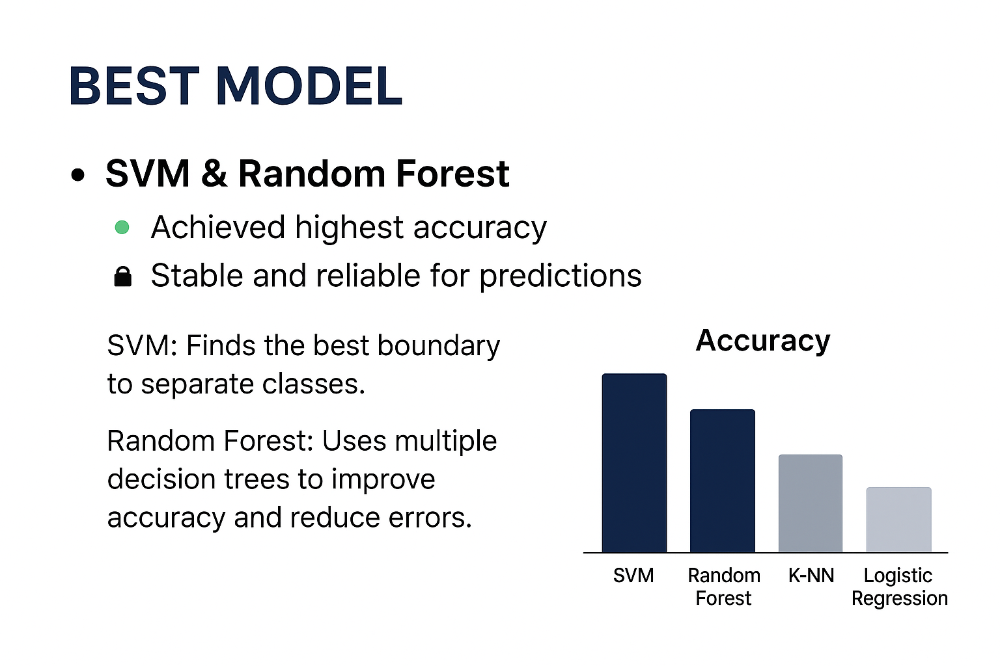 BEST MODEL
• SVM & Random Forest
Achieved highest accuracy
Stable and reliable for predictions
SVM: Finds the best boundary
to separate classes.
Random Forest: Uses multiple
decision trees to improve
accuracy and reduce errors.
Accuracy
SVM
Random
Forest
K-NN
Logistic
Regression